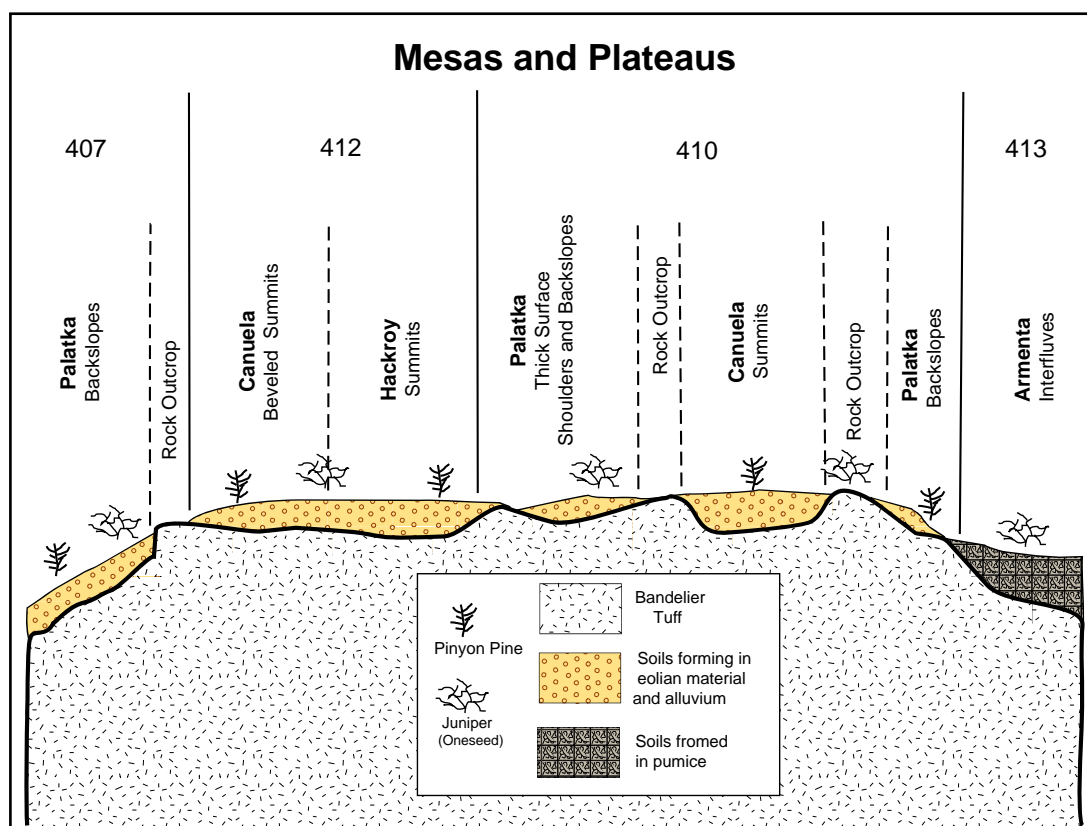 Mesas and Plateaus
407
412
410
413
Palatka
Backslopes
Rock Outcrop
Canuela
Beveled Summits
Hackroy
Summits
Palatka
Thick Surface
Shoulders and Backslopes
Rock Outcrop
Canuela
Summits
Rock Outcrop
Palatka
Backslopes
Armenta
Interfluves
Pinyon Pine
Juniper
(Oneseed)
Bandelier
Tuff
Soils forming in
eolian material
and alluvium
Soils fromed
in pumice